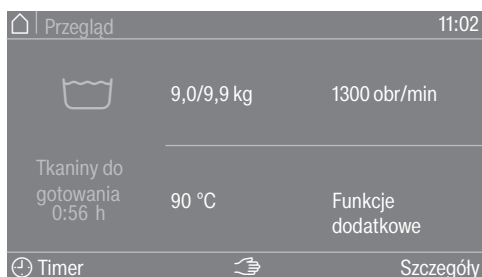 Przegląd
11:02
9,0/9,9 kg
1300 obr/min
Tkaniny do
gotowania
0:56 h
90 °C
Funkcje
dodatkowe
Timer
Szczegóły